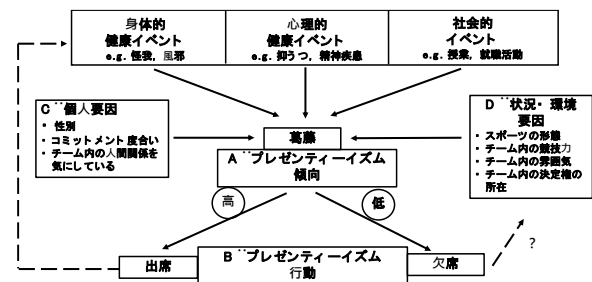 身体的
健康イベント
e.g. 怪我, 風邪
心理的
健康イベント
e.g. 抑うつ, 精神疾患
社会的
イベント
e.g. 授業, 就職活動
C ¨個人要因
・ 性別
・ コミットメント度合い
・ チーム内の人間関係を
気にしている
葛藤
A ¨プレゼンティーイズム
傾向
D ¨状況・環境
要因
・ スポーツの形態
・ チーム内の競技力
・ チーム内の雰囲気
・ チーム内の決定権の
所在
高
低
?
出席
B ¨プレゼンティーイズム
行動
欠席